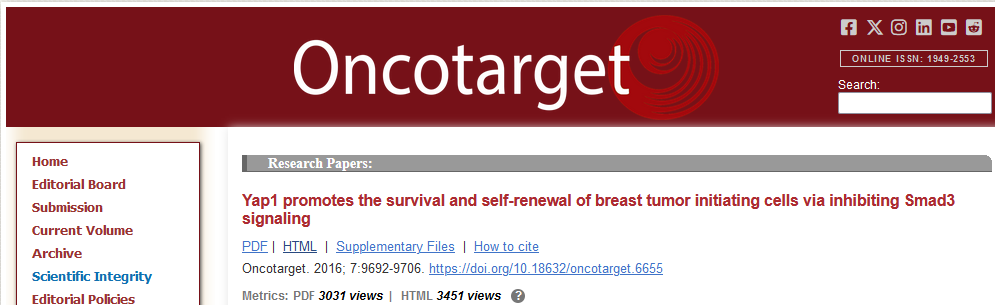 Oncotarget
ONLINE ISSN: 1949-2553
Search:
Home
Editorial Board
Submission
Current Volume
Archive
Scientific Integrity
Editorial Policies
Research Papers:
Yap1 promotes the survival and self-renewal of breast tumor initiating cells via inhibiting Smad3
signaling
PDF | HTML | Supplementary Files | How to cite
Oncotarget. 2016; 7:9692-9706. https://doi.org/10.18632/oncotarget.6655
Metrics: PDF 3031 views | HTML 3451 views ?